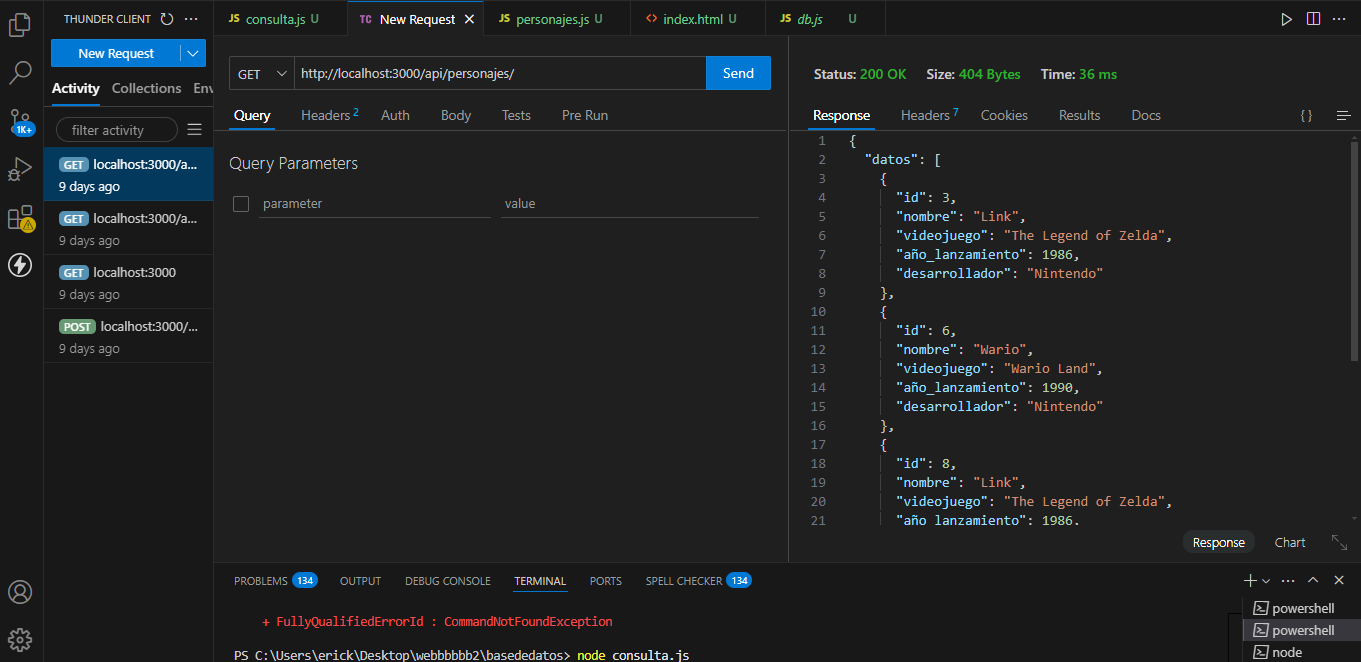 THUNDER CLIENT
New Request
Activity Collections Env
filter activity
GET localhost:3000/a...
9 days ago
GET localhost:3000/a...
9 days ago
GET localhost:3000
9 days ago
POST localhost:3000/...
9 days ago
1K+
JS consulta.js U
TC New Request
JS personajes.js U
<> index.html U
JS db.js U
GET http://localhost:3000/api/personajes/ Send
Query Headers 2 Auth Body Tests Pre Run
Query Parameters
parameter value
Status: 200 OK Size: 404 Bytes Time: 36 ms
Response Headers 7 Cookies Results Docs { }
1 {
2 "datos": [
3 {
4 "id": 3,
5 "nombre": "Link",
6 "videojuego": "The Legend of Zelda",
7 "año_lanzamiento": 1986,
8 "desarrollador": "Nintendo"
9 },
10 {
11 "id": 6,
12 "nombre": "Wario",
13 "videojuego": "Wario Land",
14 "año_lanzamiento": 1990,
15 "desarrollador": "Nintendo"
16 },
17 {
18 "id": 8,
19 "nombre": "Link",
20 "videojuego": "The Legend of Zelda",
21 "año_lanzamiento": 1986,
Response Chart
PROBLEMS 134 OUTPUT DEBUG CONSOLE TERMINAL PORTS SPELL CHECKER 134
+ FullyQualifiedErrorId : CommandNotFoundException
PS C:\Users\erick\Desktop\webbbbbb2\basededatos> node consulta.js
powershell
powershell
node